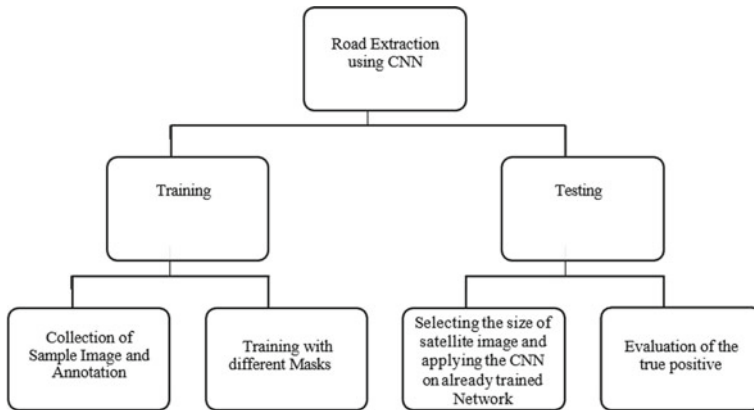 Road Extraction
using CNN
Training
Testing
Collection of
Sample Image and
Annotation
Training with
different Masks
Selecting the size of
satellite image and
applying the CNN
on already trained
Network
Evaluation of the
true positive